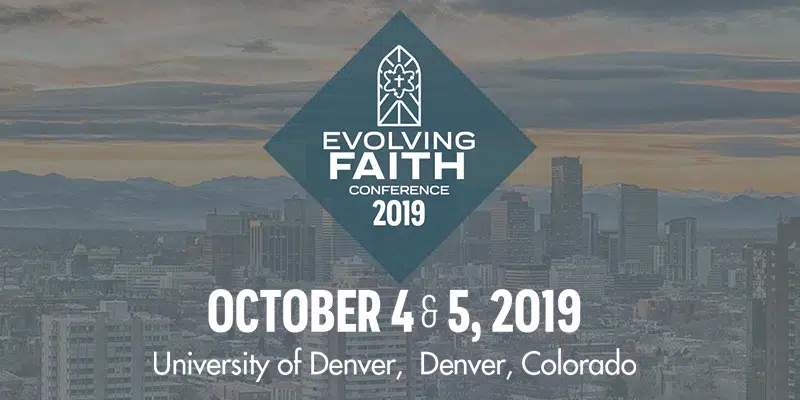 EVOLVING
FAITH
CONFERENCE
2019
OCTOBER 4 & 5, 2019
University of Denver, Denver, Colorado